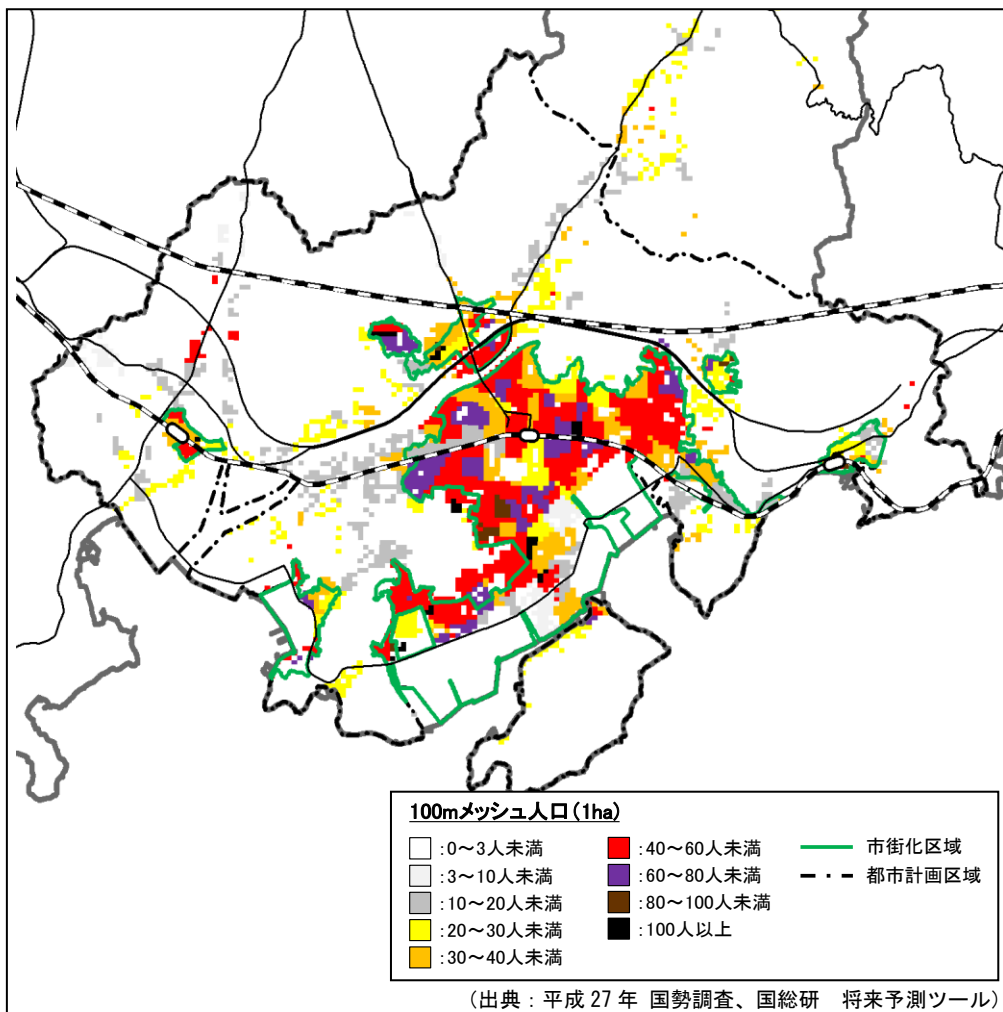 100mメッシュ人口(1ha)
:0～3人未満
:3～10人未満
:10～20人未満
:20～30人未満
:30～40人未満
:40～60人未満
:60～80人未満
:80～100人未満
:100人以上
市街化区域
都市計画区域
(出典：平成27年 国勢調査、国総研　将来予測ツール)